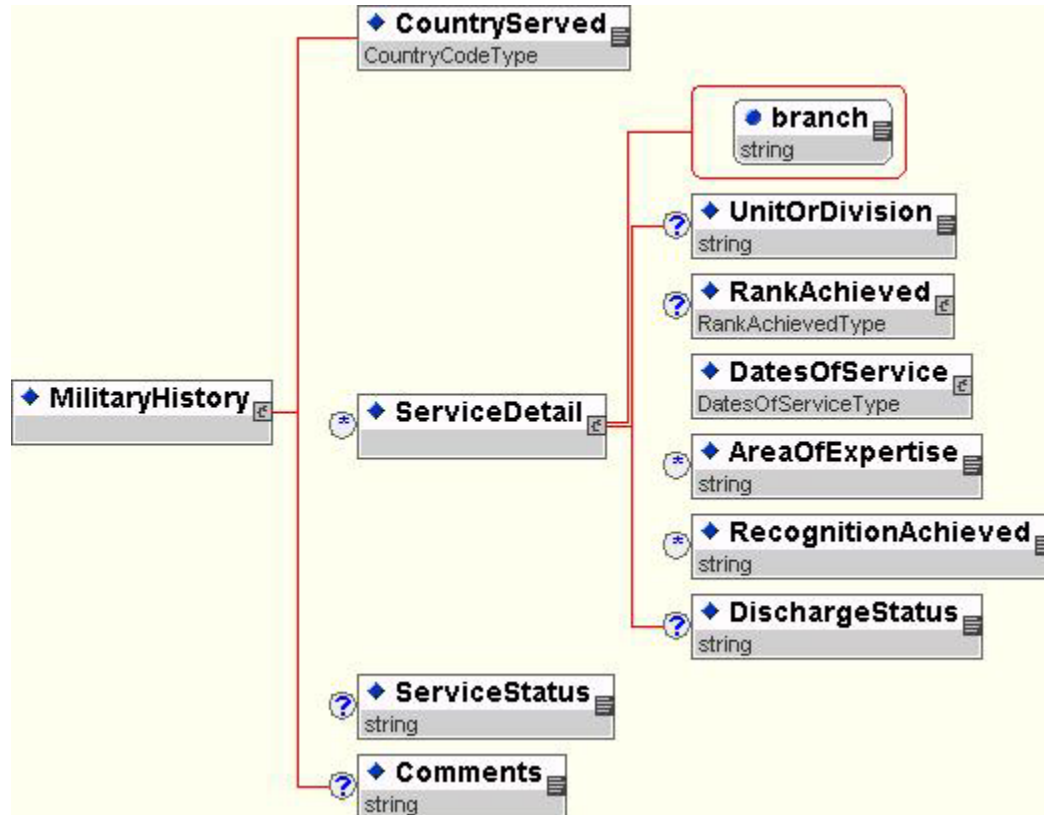 CountryServed
CountryCodeType
branch
string
? UnitOrDivision
string
? RankAchieved
RankAchievedType
DatesOfService
DatesOfServiceType
MilitaryHistory
* ServiceDetail
* AreaOfExpertise
string
* RecognitionAchieved
string
? DischargeStatus
string
? ServiceStatus
string
? Comments
string